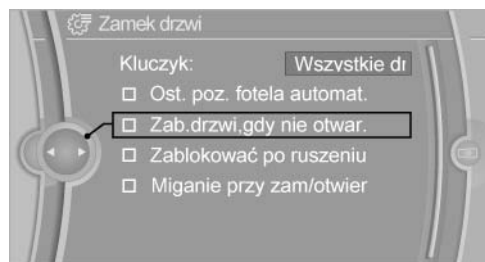 Zamek drzwi
Kluczyk: Wszystkie dr
Ost. poz. fotela automat.
Zab.drzwi,gdy nie otwar.
Zablokować po ruszeniu
Miganie przy zam/otwier